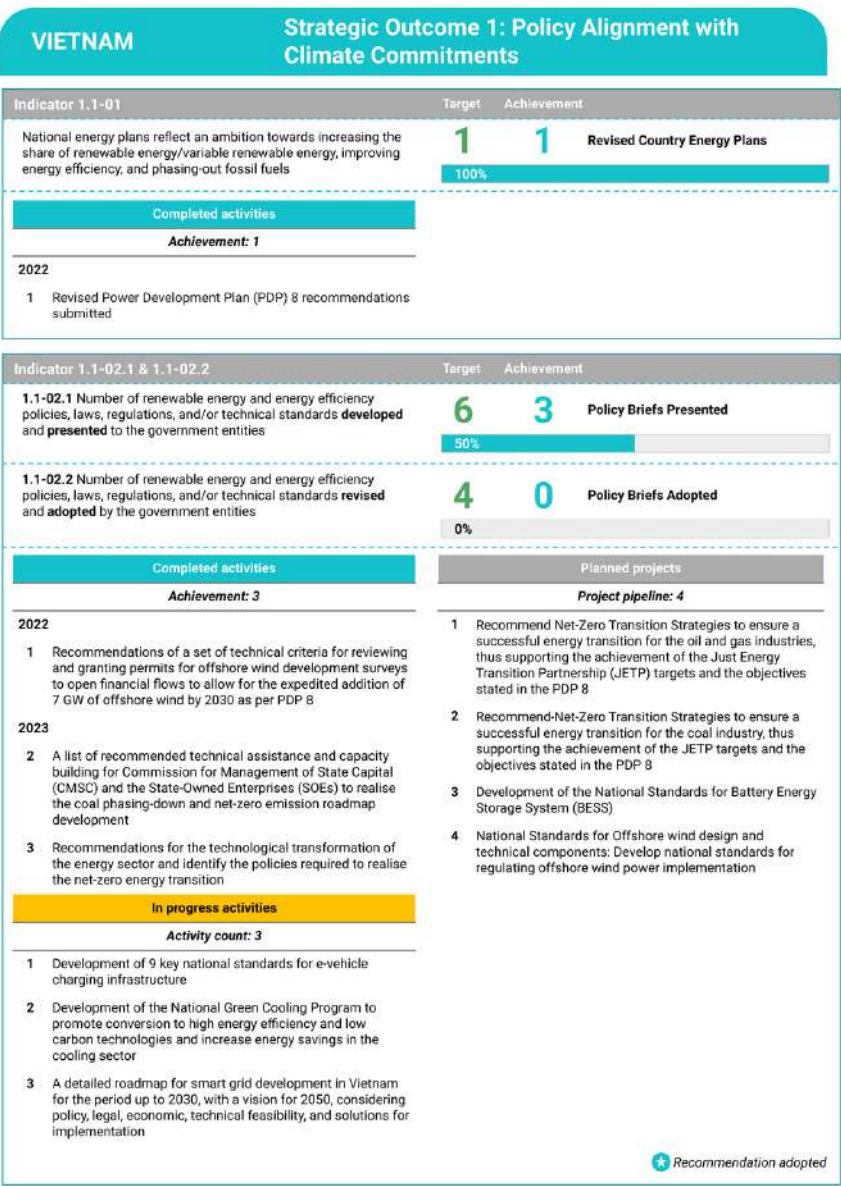 VIETNAM
Strategic Outcome 1: Policy Alignment with
Climate Commitments
Indicator 1.1-01
Target
Achievement
National energy plans reflect an ambition towards increasing the
share of renewable energy/variable renewable energy, improving
energy efficiency, and phasing-out fossil fuels
1
1
Revised Country Energy Plans
100%
Completed activities
Achievement: 1
2022
1 Revised Power Development Plan (PDP) 8 recommendations
submitted
Indicator 1.1-02.1 & 1.1-02.2
Target
Achievement
1.1-02.1 Number of renewable energy and energy efficiency
policies, laws, regulations, and/or technical standards developed
and presented to the government entities
6
3
Policy Briefs Presented
50%
1.1-02.2 Number of renewable energy and energy efficiency
policies, laws, regulations, and/or technical standards revised
and adopted by the government entities
4
0
Policy Briefs Adopted
0%
Completed activities
Achievement: 3
2022
1 Recommendations of a set of technical criteria for reviewing
and granting permits for offshore wind development surveys
to open financial flows to allow for the expedited addition of
7 GW of offshore wind by 2030 as per PDP 8
2023
2 A list of recommended technical assistance and capacity
building for Commission for Management of State Capital
(CMSC) and the State-Owned Enterprises (SOEs) to realise
the coal phasing-down and net-zero emission roadmap
development
3 Recommendations for the technological transformation of
the energy sector and identify the policies required to realise
the net-zero energy transition
In progress activities
Activity count: 3
1 Development of 9 key national standards for e-vehicle
charging infrastructure
2 Development of the National Green Cooling Program to
promote conversion to high energy efficiency and low
carbon technologies and increase energy savings in the
cooling sector
3 A detailed roadmap for smart grid development in Vietnam
for the period up to 2030, with a vision for 2050, considering
policy, legal, economic, technical feasibility, and solutions for
implementation
Planned projects
Project pipeline: 4
1 Recommend Net-Zero Transition Strategies to ensure a
successful energy transition for the oil and gas industries,
thus supporting the achievement of the Just Energy
Transition Partnership (JETP) targets and the objectives
stated in the PDP 8
2 Recommend-Net-Zero Transition Strategies to ensure a
successful energy transition for the coal industry, thus
supporting the achievement of the JETP targets and the
objectives stated in the PDP 8
3 Development of the National Standards for Battery Energy
Storage System (BESS)
4 National Standards for Offshore wind design and
technical components: Develop national standards for
regulating offshore wind power implementation
Recommendation adopted